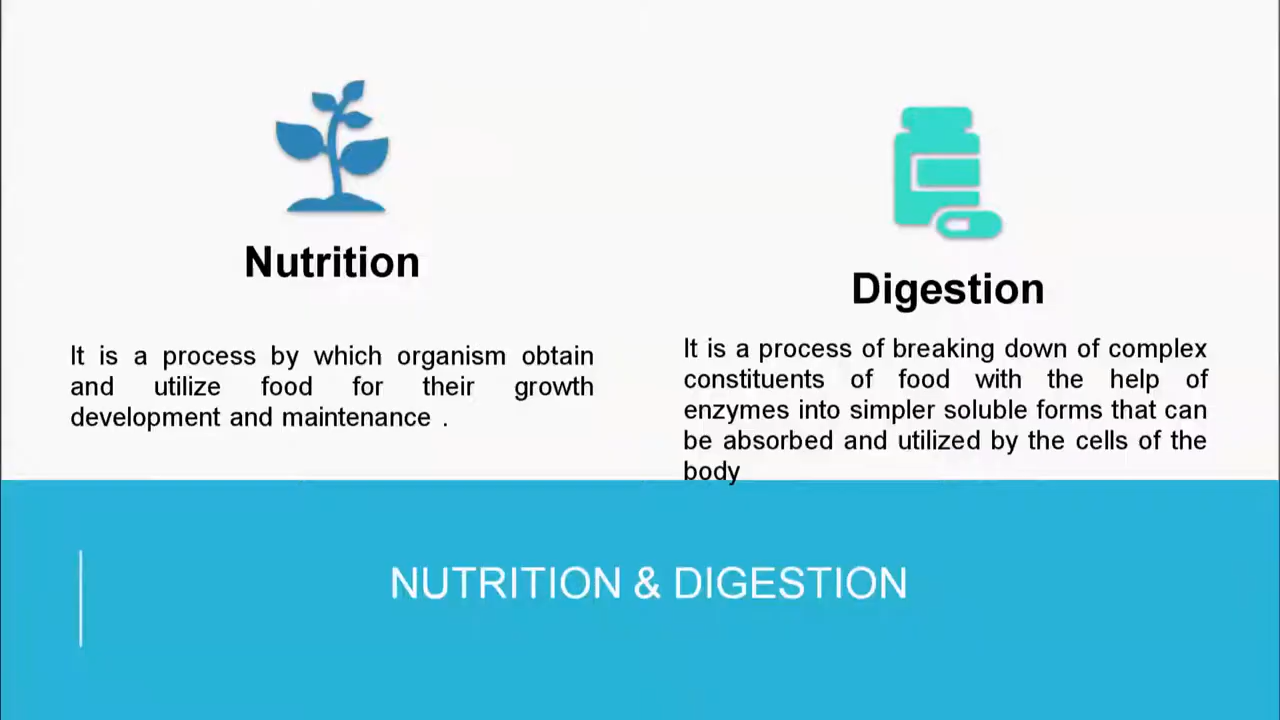 Nutrition
It is a process by which organism obtain
and utilize food for their growth
development and maintenance .
Digestion
It is a process of breaking down of complex
constituents of food with the help of
enzymes into simpler soluble forms that can
be absorbed and utilized by the cells of the
body
NUTRITION & DIGESTION